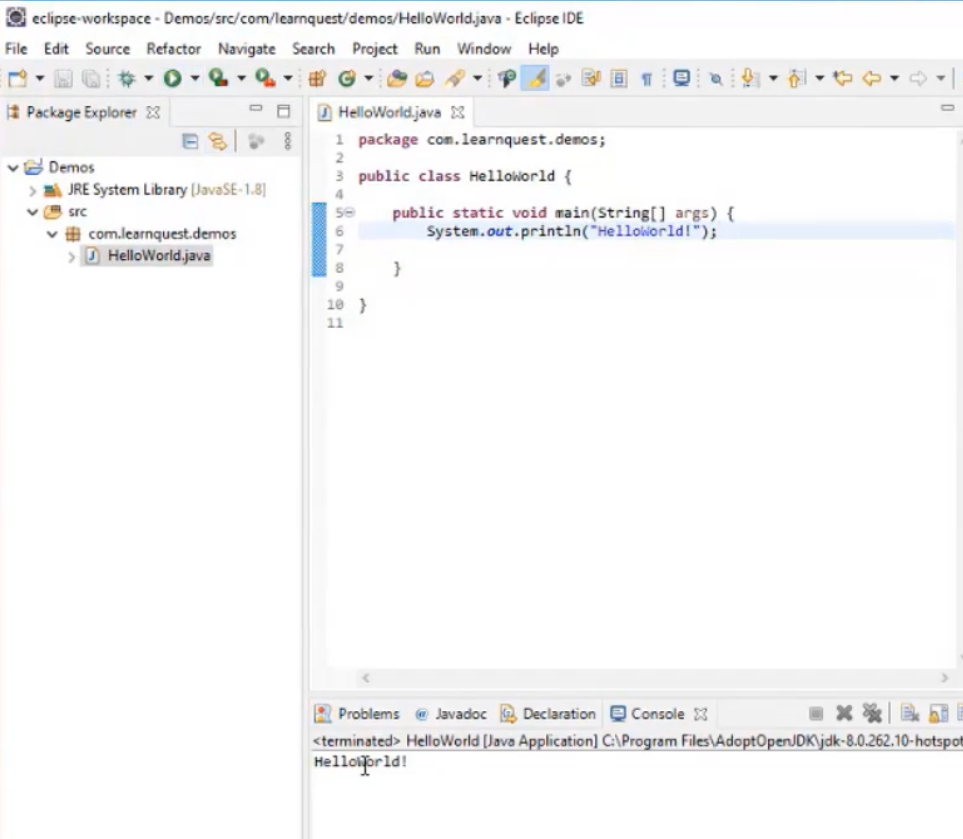 eclipse-workspace - Demos/src/com/learnquest/demos/HelloWorld.java - Eclipse IDE
File Edit Source Refactor Navigate Search Project Run Window Help
Package Explorer
Demos
JRE System Library [JavaSE-1.8]
src
com.learnquest.demos
HelloWorld.java
HelloWorld.java
1 package com.learnquest.demos;
2
3 public class HelloWorld {
4
5 public static void main(String[] args) {
6 System.out.println("HelloWorld!");
7
8 }
9
10 }
11
Problems Javadoc Declaration Console
<terminated> HelloWorld [Java Application] C:\Program Files\AdoptOpenJDK\jdk-8.0.262.10-hotspot
HelloWorld!